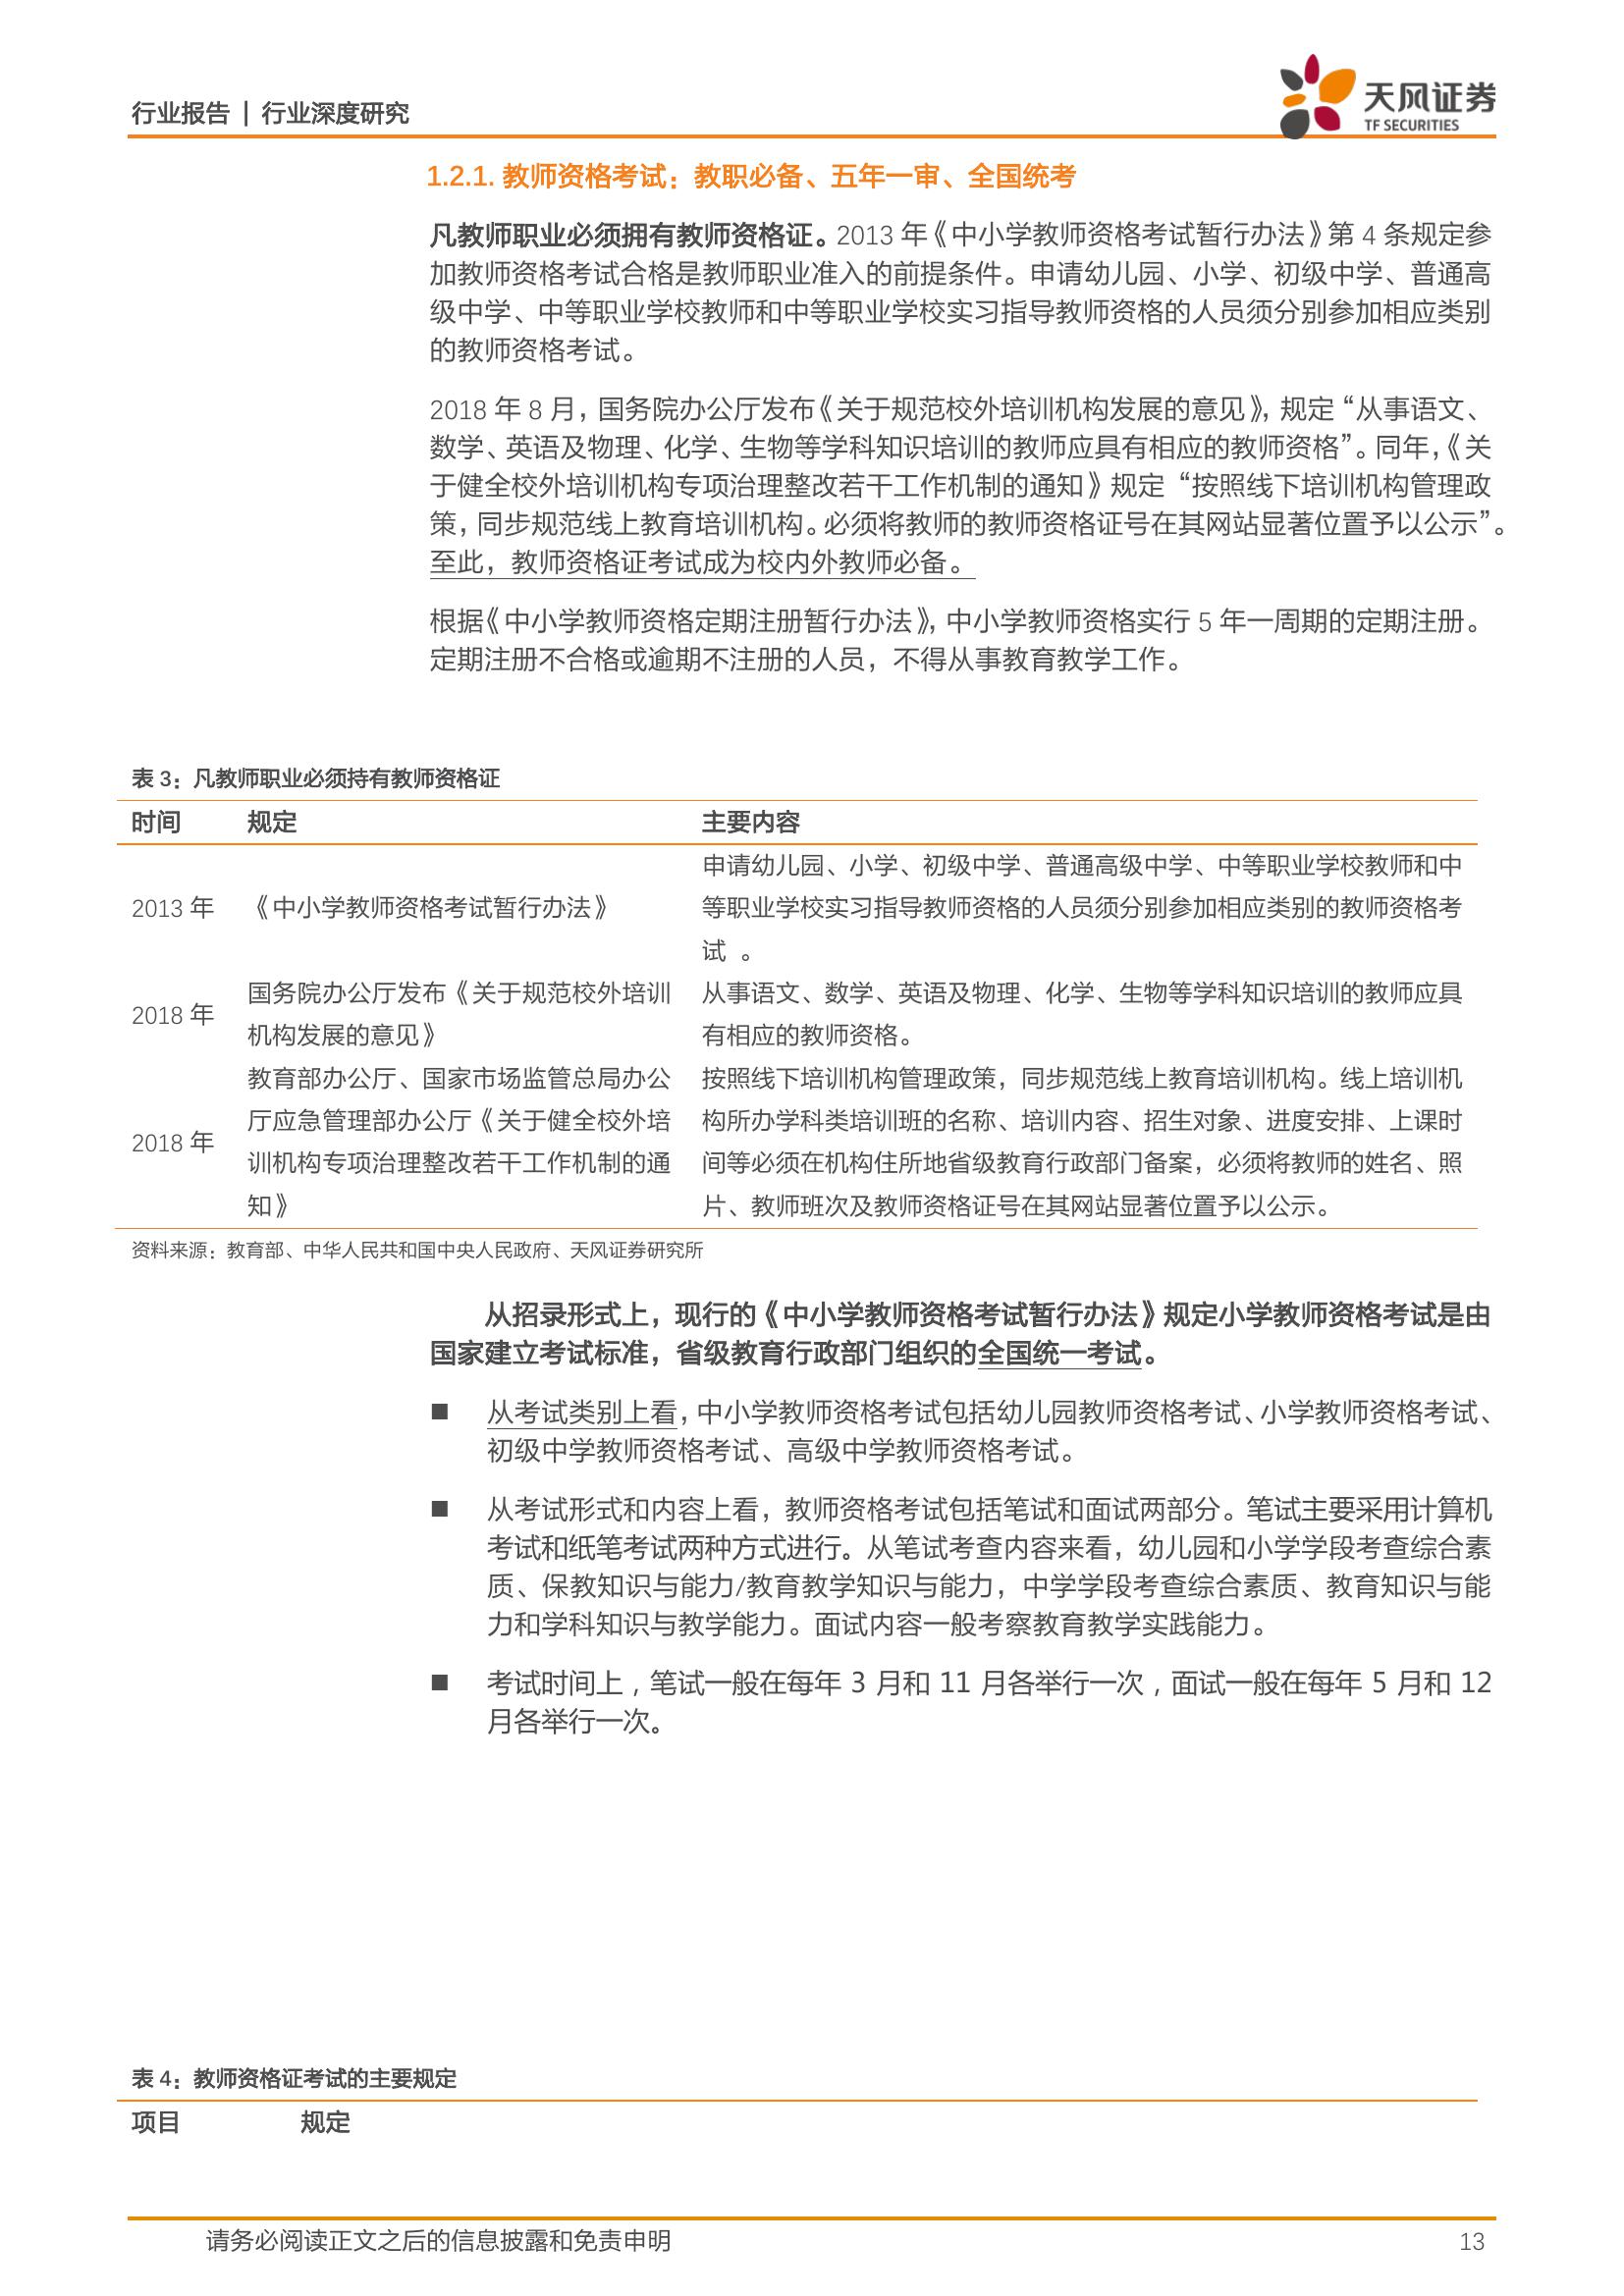 行业报告 | 行业深度研究
天风证券
TF SECURITIES
1.2.1. 教师资格考试：教职必备、五年一审、全国统考
凡教师职业必须拥有教师资格证。2013 年《中小学教师资格考试暂行办法》第 4 条规定参
加教师资格考试合格是教师职业准入的前提条件。申请幼儿园、小学、初级中学、普通高
级中学、中等职业学校教师和中等职业学校实习指导教师资格的人员须分别参加相应类别
的教师资格考试。
2018 年 8 月，国务院办公厅发布《关于规范校外培训机构发展的意见》，规定“从事语文、
数学、英语及物理、化学、生物等学科知识培训的教师应具有相应的教师资格”。同年，《关
于健全校外培训机构专项治理整改若干工作机制的通知》规定“按照线下培训机构管理政
策，同步规范线上教育培训机构。必须将教师的教师资格证号在其网站显著位置予以公示”。
至此，教师资格证考试成为校内外教师必备。
根据《中小学教师资格定期注册暂行办法》，中小学教师资格实行 5 年一周期的定期注册。
定期注册不合格或逾期不注册的人员，不得从事教育教学工作。
表 3：凡教师职业必须持有教师资格证
时间 规定 主要内容
申请幼儿园、小学、初级中学、普通高级中学、中等职业学校教师和中
2013 年 《中小学教师资格考试暂行办法》 等职业学校实习指导教师资格的人员须分别参加相应类别的教师资格考
试 。
国务院办公厅发布《关于规范校外培训 从事语文、数学、英语及物理、化学、生物等学科知识培训的教师应具
2018 年
机构发展的意见》 有相应的教师资格。
教育部办公厅、国家市场监管总局办公 按照线下培训机构管理政策，同步规范线上教育培训机构。线上培训机
厅应急管理部办公厅《关于健全校外培 构所办学科类培训班的名称、培训内容、招生对象、进度安排、上课时
2018 年
训机构专项治理整改若干工作机制的通 间等必须在机构住所地省级教育行政部门备案，必须将教师的姓名、照
知》 片、教师班次及教师资格证号在其网站显著位置予以公示。
资料来源：教育部、中华人民共和国中央人民政府、天风证券研究所
从招录形式上，现行的《中小学教师资格考试暂行办法》规定小学教师资格考试是由
国家建立考试标准，省级教育行政部门组织的全国统一考试。
■ 从考试类别上看，中小学教师资格考试包括幼儿园教师资格考试、小学教师资格考试、
初级中学教师资格考试、高级中学教师资格考试。
■ 从考试形式和内容上看，教师资格考试包括笔试和面试两部分。笔试主要采用计算机
考试和纸笔考试两种方式进行。从笔试考查内容来看，幼儿园和小学学段考查综合素
质、保教知识与能力/教育教学知识与能力，中学学段考查综合素质、教育知识与能
力和学科知识与教学能力。面试内容一般考察教育教学实践能力。
■ 考试时间上，笔试一般在每年 3 月和 11 月各举行一次，面试一般在每年 5 月和 12
月各举行一次。
表 4：教师资格证考试的主要规定
项目 规定
请务必阅读正文之后的信息披露和免责申明 13